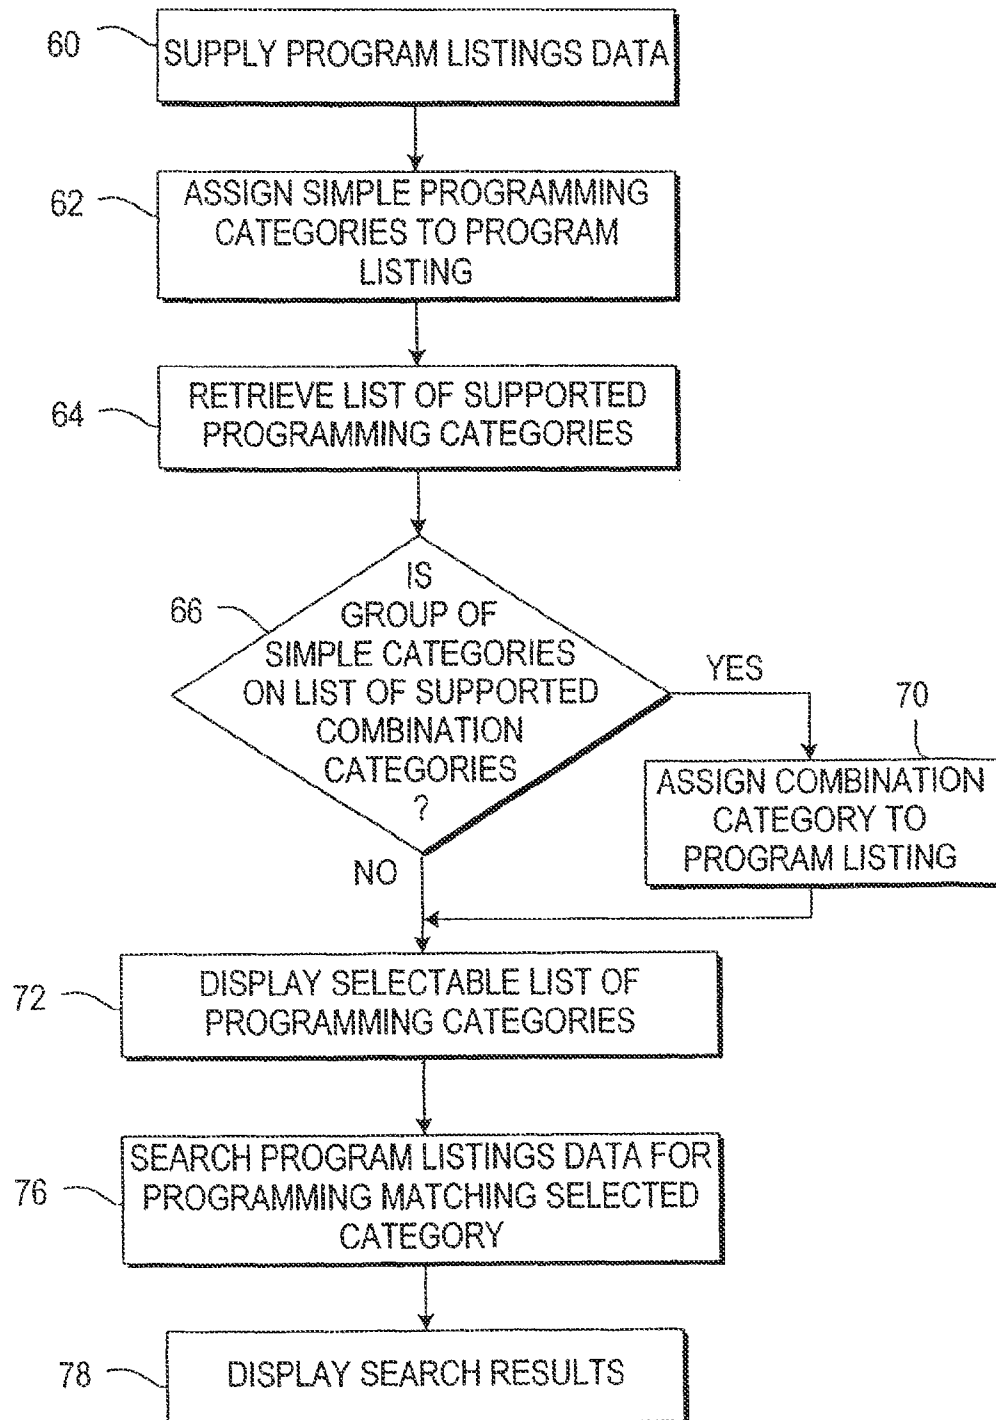 60
SUPPLY PROGRAM LISTINGS DATA
62
ASSIGN SIMPLE PROGRAMMING
CATEGORIES TO PROGRAM
LISTING
64
RETRIEVE LIST OF SUPPORTED
PROGRAMMING CATEGORIES
66
IS
GROUP OF
SIMPLE CATEGORIES
ON LIST OF SUPPORTED
COMBINATION
CATEGORIES
?
YES
70
ASSIGN COMBINATION
CATEGORY TO
PROGRAM LISTING
NO
72
DISPLAY SELECTABLE LIST OF
PROGRAMMING CATEGORIES
76
SEARCH PROGRAM LISTINGS DATA FOR
PROGRAMMING MATCHING SELECTED
CATEGORY
78
DISPLAY SEARCH RESULTS